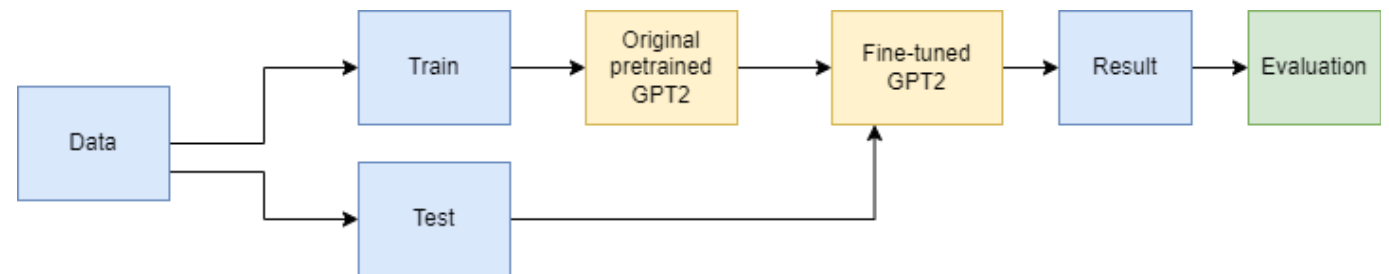 Data
Train
Test
Original
pretrained
GPT2
Fine-tuned
GPT2
Result
Evaluation